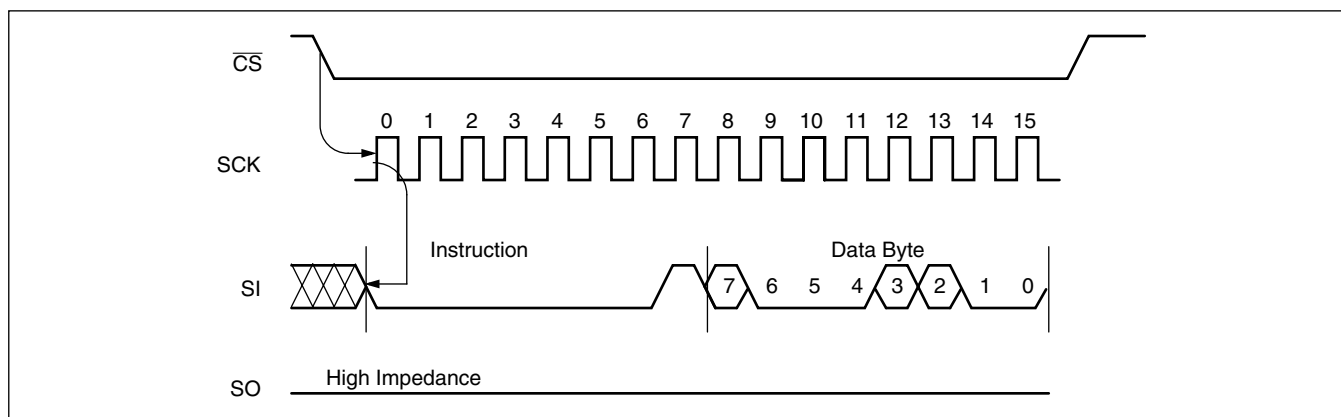 CS
0 1 2 3 4 5 6 7 8 9 10 11 12 13 14 15
SCK
Instruction Data Byte
SI 7 6 5 4 3 2 1 0
High Impedance
SO